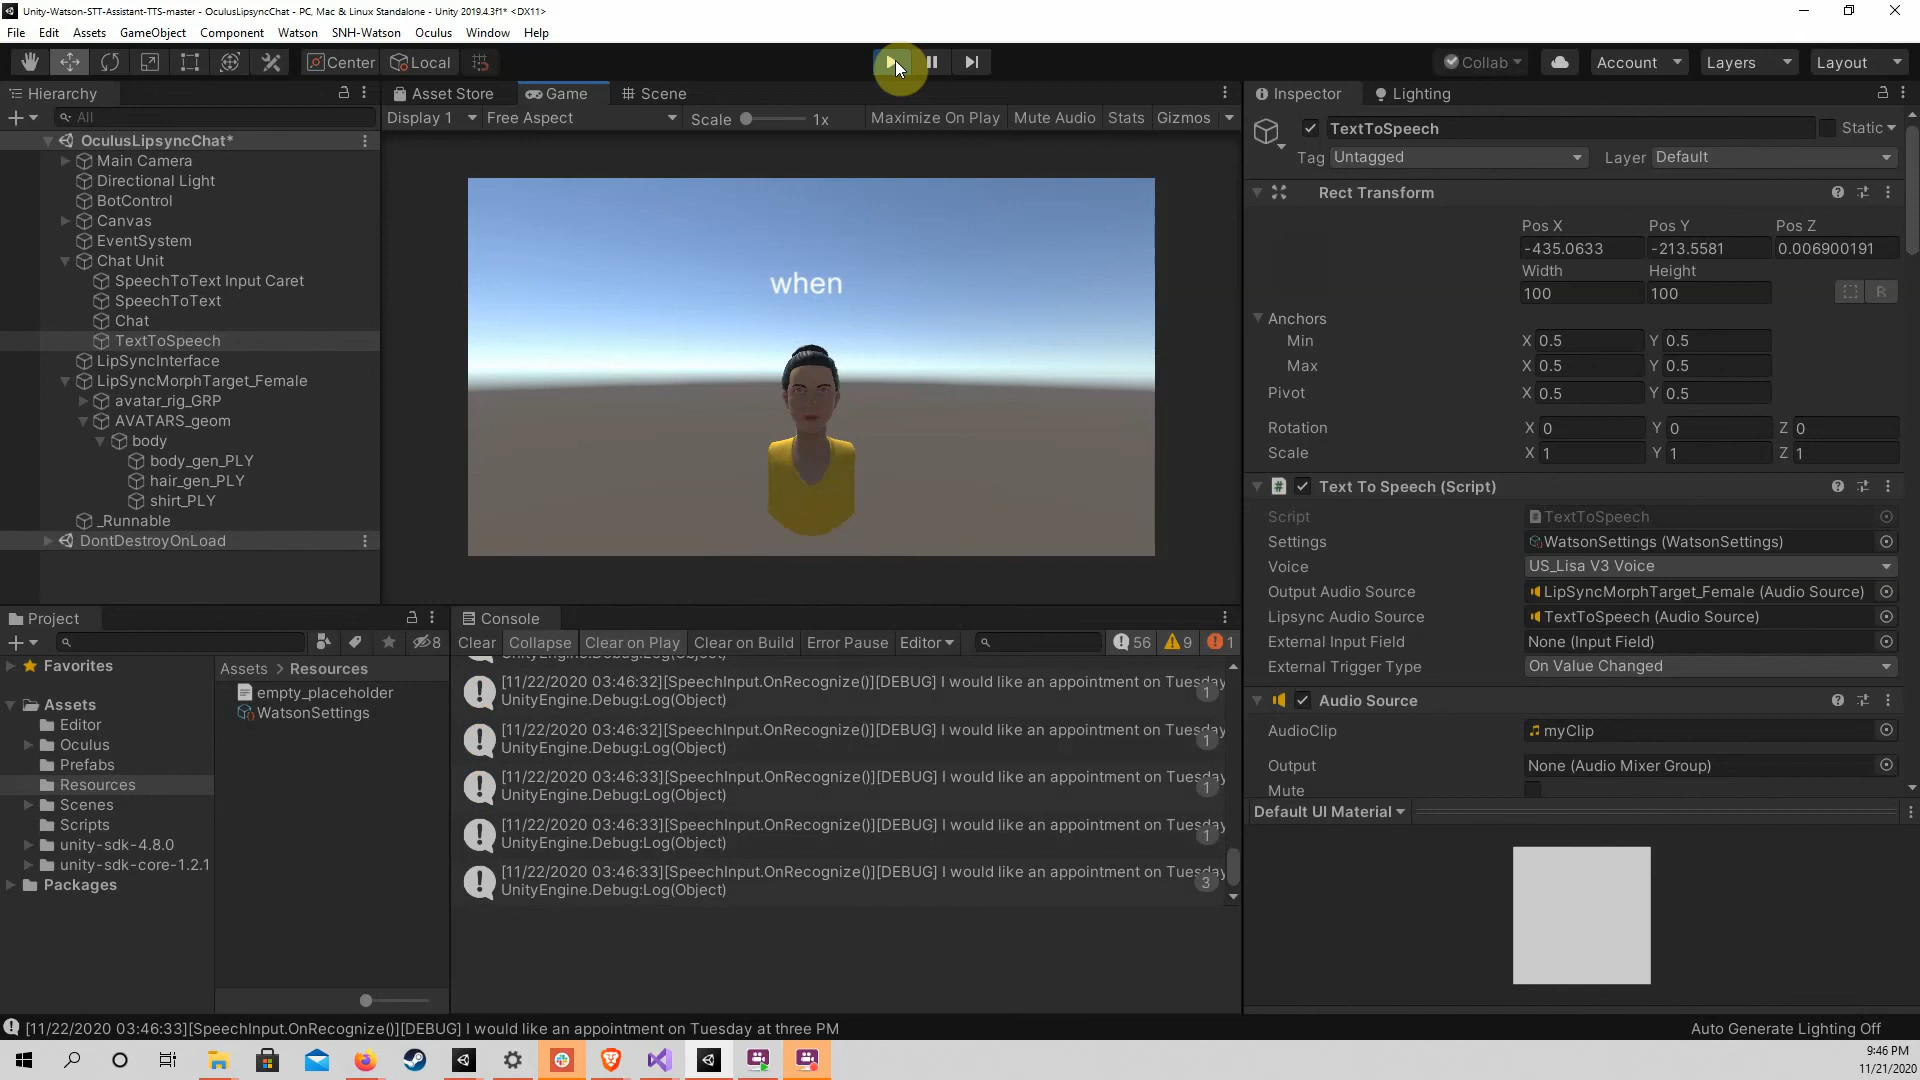 Unity-Watson-STT-Assistant-TTS-master - OculusLipsyncChat - PC, Mac & Linux Standalone - Unity 2019.4.3f1* <DX11>
File Edit Assets GameObject Component Watson SNH-Watson Oculus Window Help
Center Local Collab Account Layers Layout
Hierarchy
All
OculusLipsyncChat*
Main Camera
Directional Light
BotControl
Canvas
EventSystem
Chat Unit
SpeechToText Input Caret
SpeechToText
Chat
TextToSpeech
LipSyncInterface
LipSyncMorphTarget_Female
avatar_rig_GRP
AVATARS_geom
body
body_gen_PLY
hair_gen_PLY
shirt_PLY
_Runnable
DontDestroyOnLoad
Asset Store Game Scene
Display 1 Free Aspect Scale 1x Maximize On Play Mute Audio Stats Gizmos
when
Inspector Lighting
TextToSpeech Static
Tag Untagged Layer Default
Rect Transform
Pos X Pos Y Pos Z
-435.0633 -213.5581 0.006900191
Width Height
100 100 R
Anchors
Min X 0.5 Y 0.5
Max X 0.5 Y 0.5
Pivot X 0.5 Y 0.5
Rotation X 0 Y 0 Z 0
Scale X 1 Y 1 Z 1
Text To Speech (Script)
Script TextToSpeech
Settings WatsonSettings (WatsonSettings)
Voice US_Lisa V3 Voice
Output Audio Source LipSyncMorphTarget_Female (Audio Source)
Lipsync Audio Source TextToSpeech (Audio Source)
External Input Field None (Input Field)
External Trigger Type On Value Changed
Audio Source
AudioClip myClip
Output None (Audio Mixer Group)
Mute
Default UI Material
Project
8
Favorites
Assets
Editor
Oculus
Prefabs
Resources
Scenes
Scripts
unity-sdk-4.8.0
unity-sdk-core-1.2.1
Packages
Assets > Resources
empty_placeholder
WatsonSettings
Console
Clear Collapse Clear on Play Clear on Build Error Pause Editor 56 9 1
UnityEngine.Debug:Log(Object)
[11/22/2020 03:46:32][SpeechInput.OnRecognize()][DEBUG] I would like an appointment on Tuesday
UnityEngine.Debug:Log(Object) 1
[11/22/2020 03:46:32][SpeechInput.OnRecognize()][DEBUG] I would like an appointment on Tuesday
UnityEngine.Debug:Log(Object) 1
[11/22/2020 03:46:33][SpeechInput.OnRecognize()][DEBUG] I would like an appointment on Tuesday
UnityEngine.Debug:Log(Object) 1
[11/22/2020 03:46:33][SpeechInput.OnRecognize()][DEBUG] I would like an appointment on Tuesday
UnityEngine.Debug:Log(Object) 1
[11/22/2020 03:46:33][SpeechInput.OnRecognize()][DEBUG] I would like an appointment on Tuesday
UnityEngine.Debug:Log(Object) 3
[11/22/2020 03:46:33][SpeechInput.OnRecognize()][DEBUG] I would like an appointment on Tuesday at three PM
Auto Generate Lighting Off
9:46 PM
11/21/2020